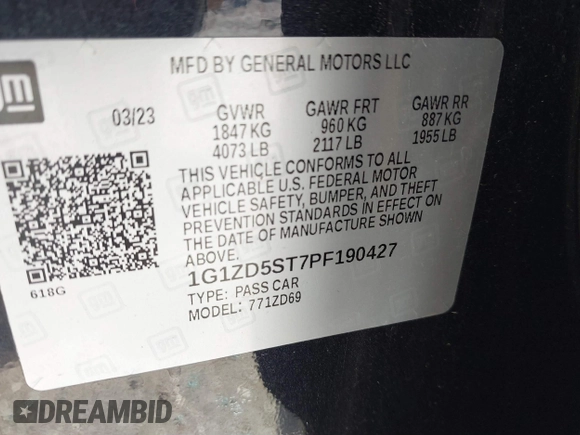 gm
MFD BY GENERAL MOTORS LLC
03/23
GVWR GAWR FRT GAWR RR
1847 KG 960 KG 887 KG
4073 LB 2117 LB 1955 LB
THIS VEHICLE CONFORMS TO ALL
APPLICABLE U.S. FEDERAL MOTOR
VEHICLE SAFETY, BUMPER, AND THEFT
PREVENTION STANDARDS IN EFFECT ON
THE DATE OF MANUFACTURE SHOWN
ABOVE.
1G1ZD5ST7PF190427
TYPE: PASS CAR
MODEL: 771ZD69
618G
DREAMBID